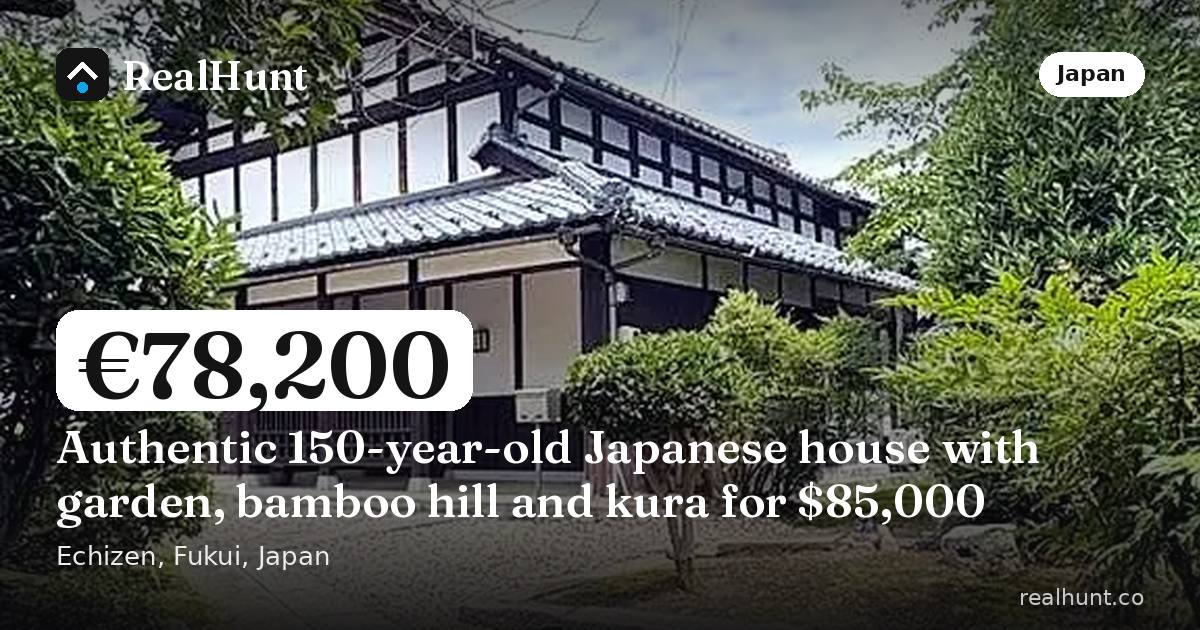 RealHunt
Japan
€78,200
Authentic 150-year-old Japanese house with
garden, bamboo hill and kura for $85,000
Echizen, Fukui, Japan
realhunt.co